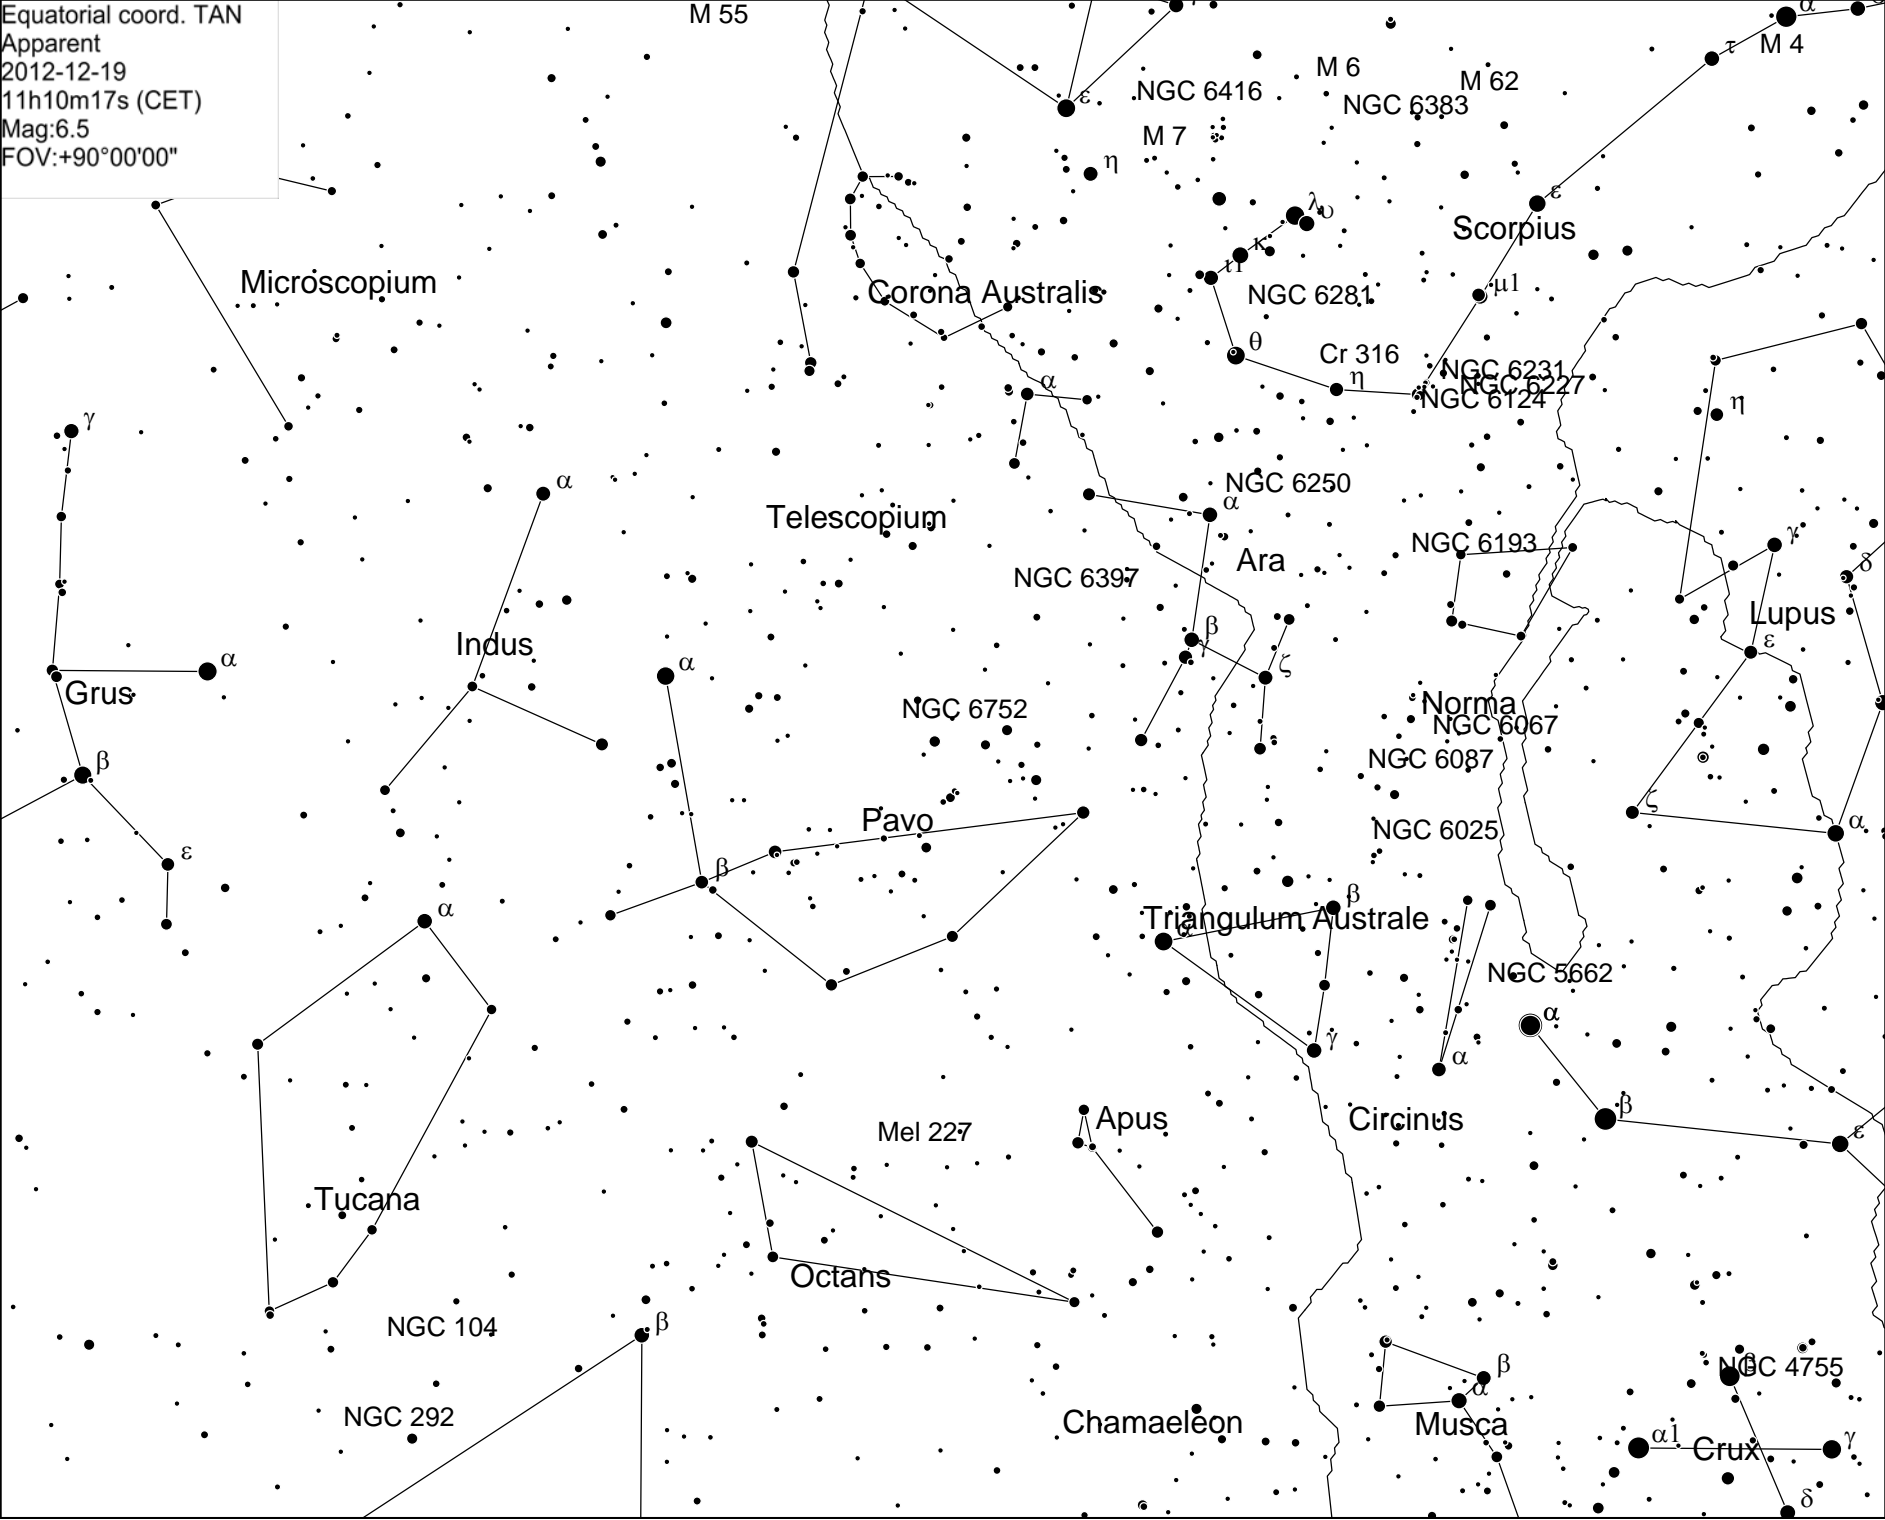 Equatorial coord. TAN
Apparent
2012-12-19
11h10m17s (CET)
Mag:6.5
FOV:+90°00'00"
M 55
α
M 4
τ
M 6
M 62
NGC 6416
ε
NGC 6383
M 7
η
ε
λυ
Scorpius
κ
ι1
Microscopium
μ1
Corona Australis
NGC 6281
θ
Cr 316
NGC 6231
η
NGC 6227
α
NGC 6124
η
γ
α
NGC 6250
α
Telescopium
γ
NGC 6193
Ara
δ
NGC 6397
Lupus
β
ε
Indus
γ
α
α
ζ
Grus
Norma
NGC 6752
NGC 6067
β
NGC 6087
ζ
Pavo
α
NGC 6025
ε
β
β
α
Triangulum Australe
α
NGC 5662
α
γ
α
β
Apus
Circinus
Mel 227
ε
Tucana
Octans
NGC 104
β
β
β
NGC 4755
α
NGC 292
Chamaeleon
Musca
α1
Crux
γ
δ